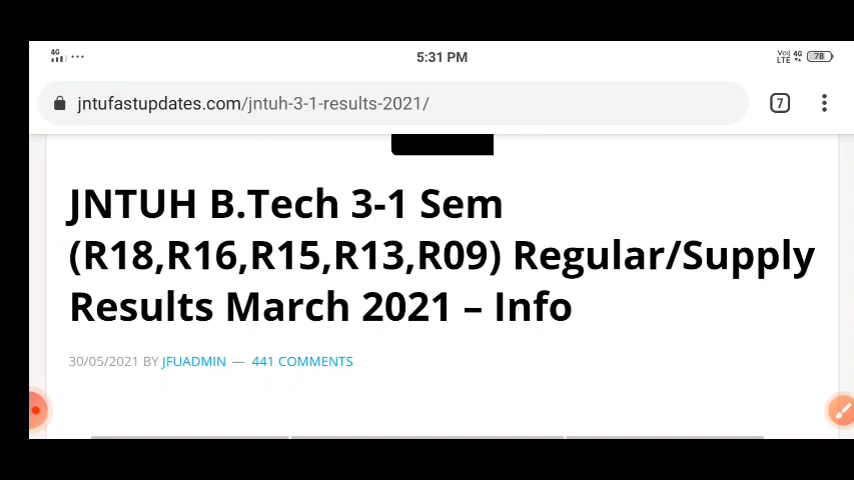 4G ... 5:31 PM Vo)) LTE 4G 78
jntufastupdates.com/jntuh-3-1-results-2021/ 7
JNTUH B.Tech 3-1 Sem
(R18,R16,R15,R13,R09) Regular/Supply
Results March 2021 – Info
30/05/2021 BY JFUADMIN — 441 COMMENTS